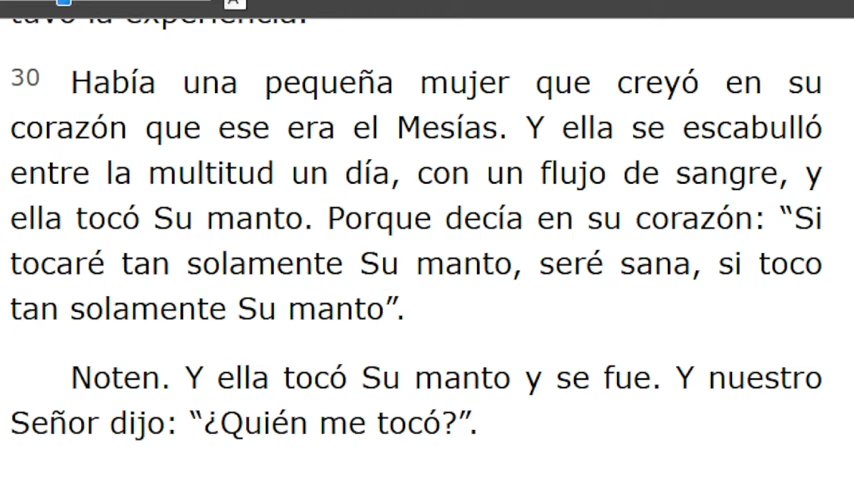 tuvo la experiencia.
30 Había una pequeña mujer que creyó en su
corazón que ese era el Mesías. Y ella se escabulló
entre la multitud un día, con un flujo de sangre, y
ella tocó Su manto. Porque decía en su corazón: “Si
tocaré tan solamente Su manto, seré sana, si toco
tan solamente Su manto”.
Noten. Y ella tocó Su manto y se fue. Y nuestro
Señor dijo: “¿Quién me tocó?”.